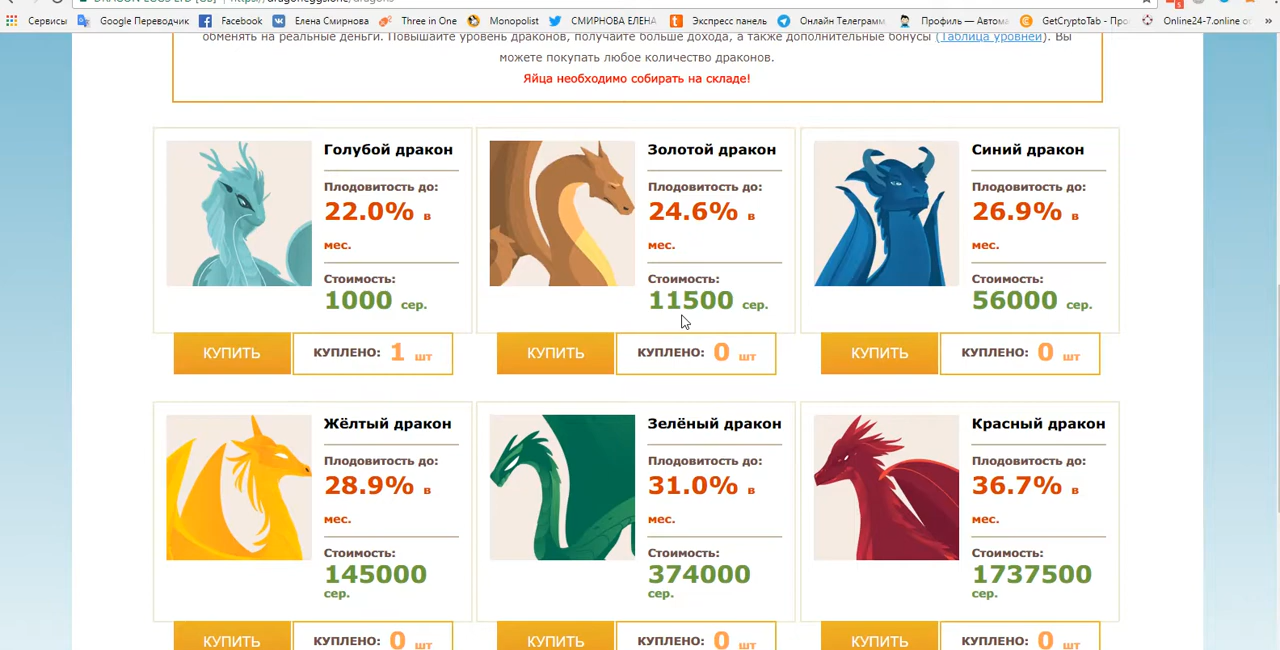 Сервисы Google Переводчик Facebook Елена Смирнова Three in One Monopolist СМИРНОВА ЕЛЕНА Экспресс панель Онлайн Телеграмм Профиль — Автома GetCryptoTab - Про Online24-7.online от »
обменять на реальные деньги. Повышайте уровень драконов, получайте больше дохода, а также дополнительные бонусы (Таблица уровней). Вы
можете покупать любое количество драконов.
Яйца необходимо собирать на складе!
Голубой дракон
Плодовитость до:
22.0% в
мес.
Стоимость:
1000 сер.
КУПИТЬ
КУПЛЕНО: 1 шт
Золотой дракон
Плодовитость до:
24.6% в
мес.
Стоимость:
11500 сер.
КУПИТЬ
КУПЛЕНО: 0 шт
Синий дракон
Плодовитость до:
26.9% в
мес.
Стоимость:
56000 сер.
КУПИТЬ
КУПЛЕНО: 0 шт
Жёлтый дракон
Плодовитость до:
28.9% в
мес.
Стоимость:
145000
сер.
КУПИТЬ
КУПЛЕНО: 0 шт
Зелёный дракон
Плодовитость до:
31.0% в
мес.
Стоимость:
374000
сер.
КУПИТЬ
КУПЛЕНО: 0 шт
Красный дракон
Плодовитость до:
36.7% в
мес.
Стоимость:
1737500
сер.
КУПИТЬ
КУПЛЕНО: 0 шт